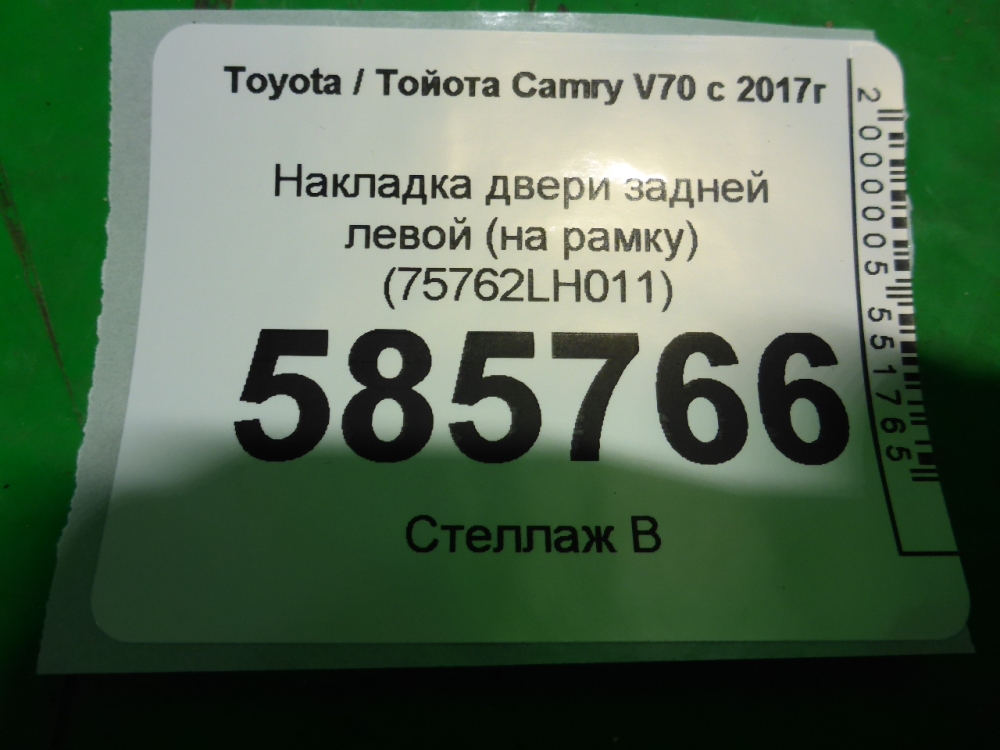 Toyota / Тойота Camry V70 с 2017г
Накладка двери задней
левой (на рамку)
(75762LH011)
585766
Стеллаж В
2000005551765